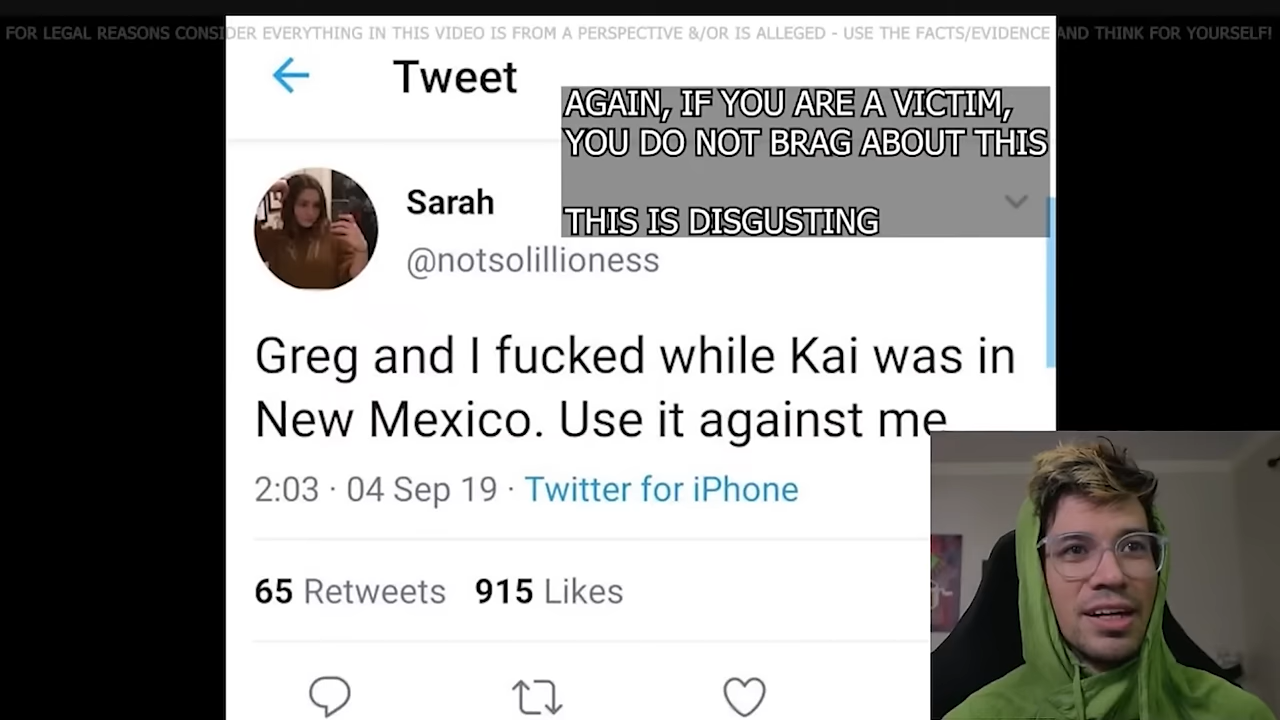 FOR LEGAL REASONS CONSIDER EVERYTHING IN THIS VIDEO IS FROM A PERSPECTIVE &/OR IS ALLEGED - USE THE FACTS/EVIDENCE AND THINK FOR YOURSELF!
Tweet
AGAIN, IF YOU ARE A VICTIM,
YOU DO NOT BRAG ABOUT THIS
THIS IS DISGUSTING
Sarah
@notsolillioness
Greg and I fucked while Kai was in
New Mexico. Use it against me
2:03 · 04 Sep 19 · Twitter for iPhone
65 Retweets 915 Likes